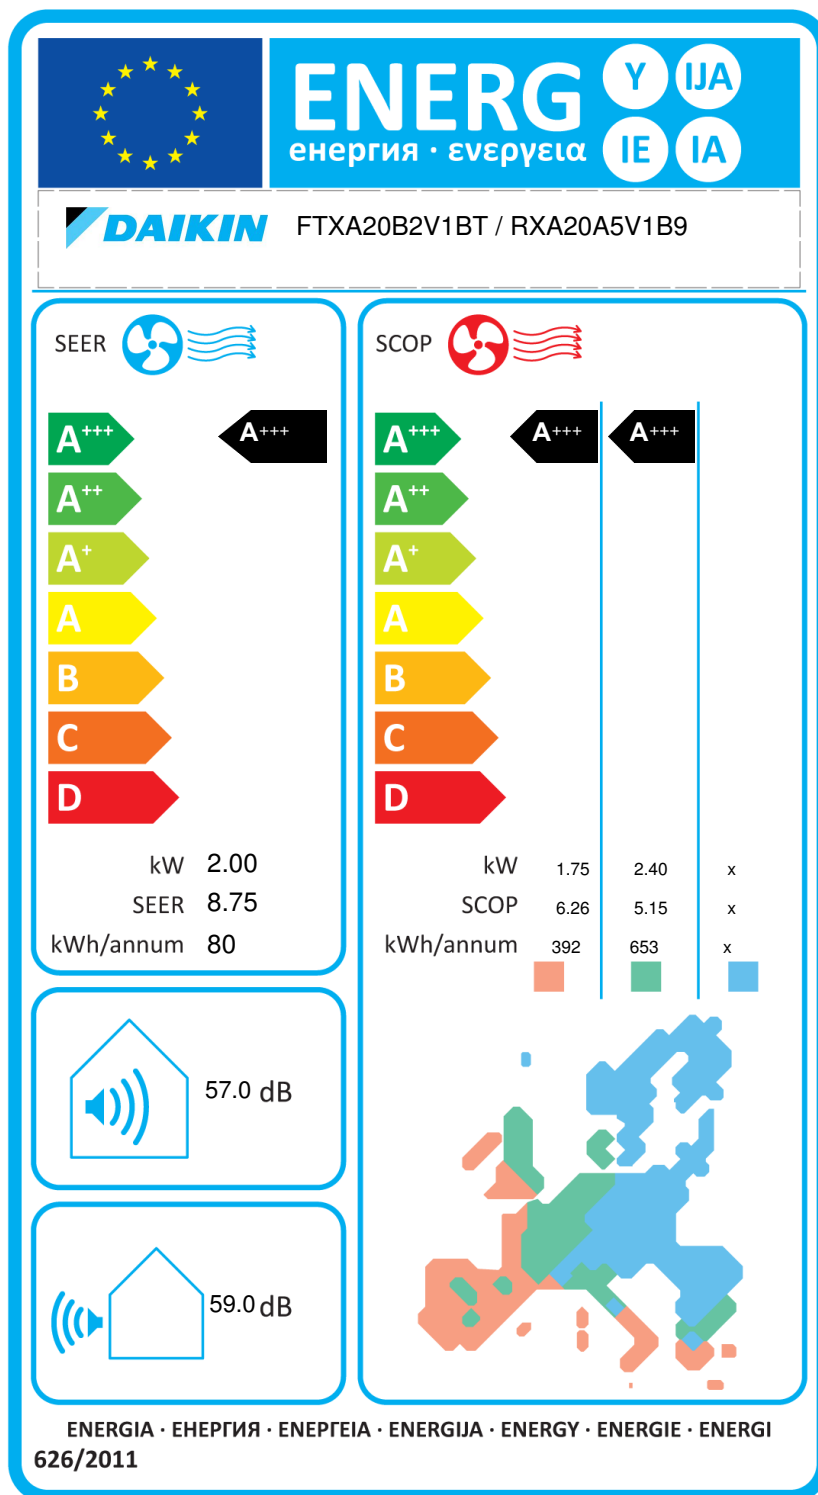 ENERG
енергия · ενεργεια
Y IJA
IE IA
DAIKIN FTXA20B2V1BT / RXA20A5V1B9
SEER
A+++ A+++
A++
A+
A
B
C
D
kW 2.00
SEER 8.75
kWh/annum 80
SCOP
A+++ A+++ A+++
A++
A+
A
B
C
D
kW 1.75 2.40 x
SCOP 6.26 5.15 x
kWh/annum 392 653 x
57.0 dB
59.0 dB
ENERGIA · ЕНЕРГИЯ · ΕΝΕΡΓΕΙΑ · ENERGIJA · ENERGY · ENERGIE · ENERGI
626/2011